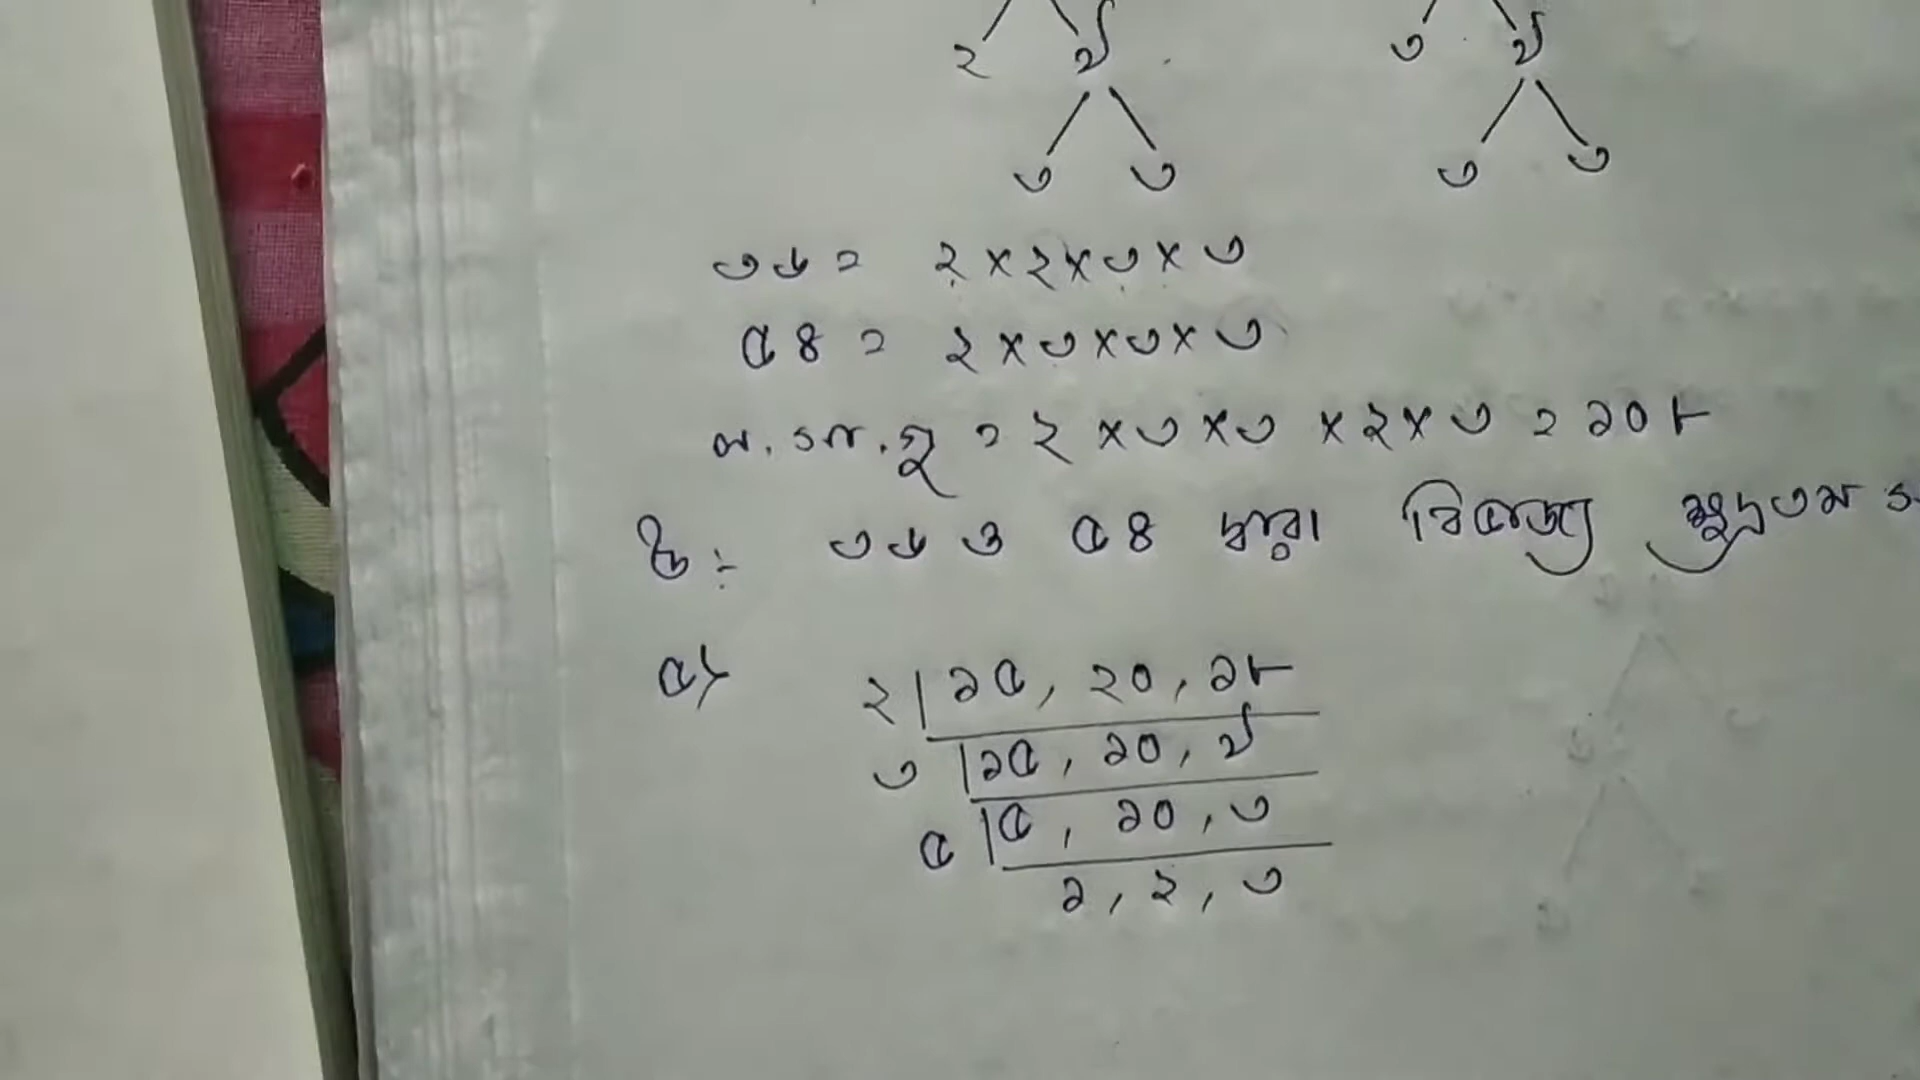 ২ ৯ ৩ ৯
৩ ৩ ৩ ৩
৩৬ = ২ × ২ × ৩ × ৩
৫৪ = ২ × ৩ × ৩ × ৩
ল. সা. গু = ২ × ৩ × ৩ × ২ × ৩ = ১০৮
উ:- ৩৬ ও ৫৪ দ্বারা বিভাজ্য ক্ষুদ্রতম
৫)
২ | ১৫, ২০, ১৮
৩ | ১৫, ১০, ৯
৫ | ৫, ১০, ৩
১, ২, ৩